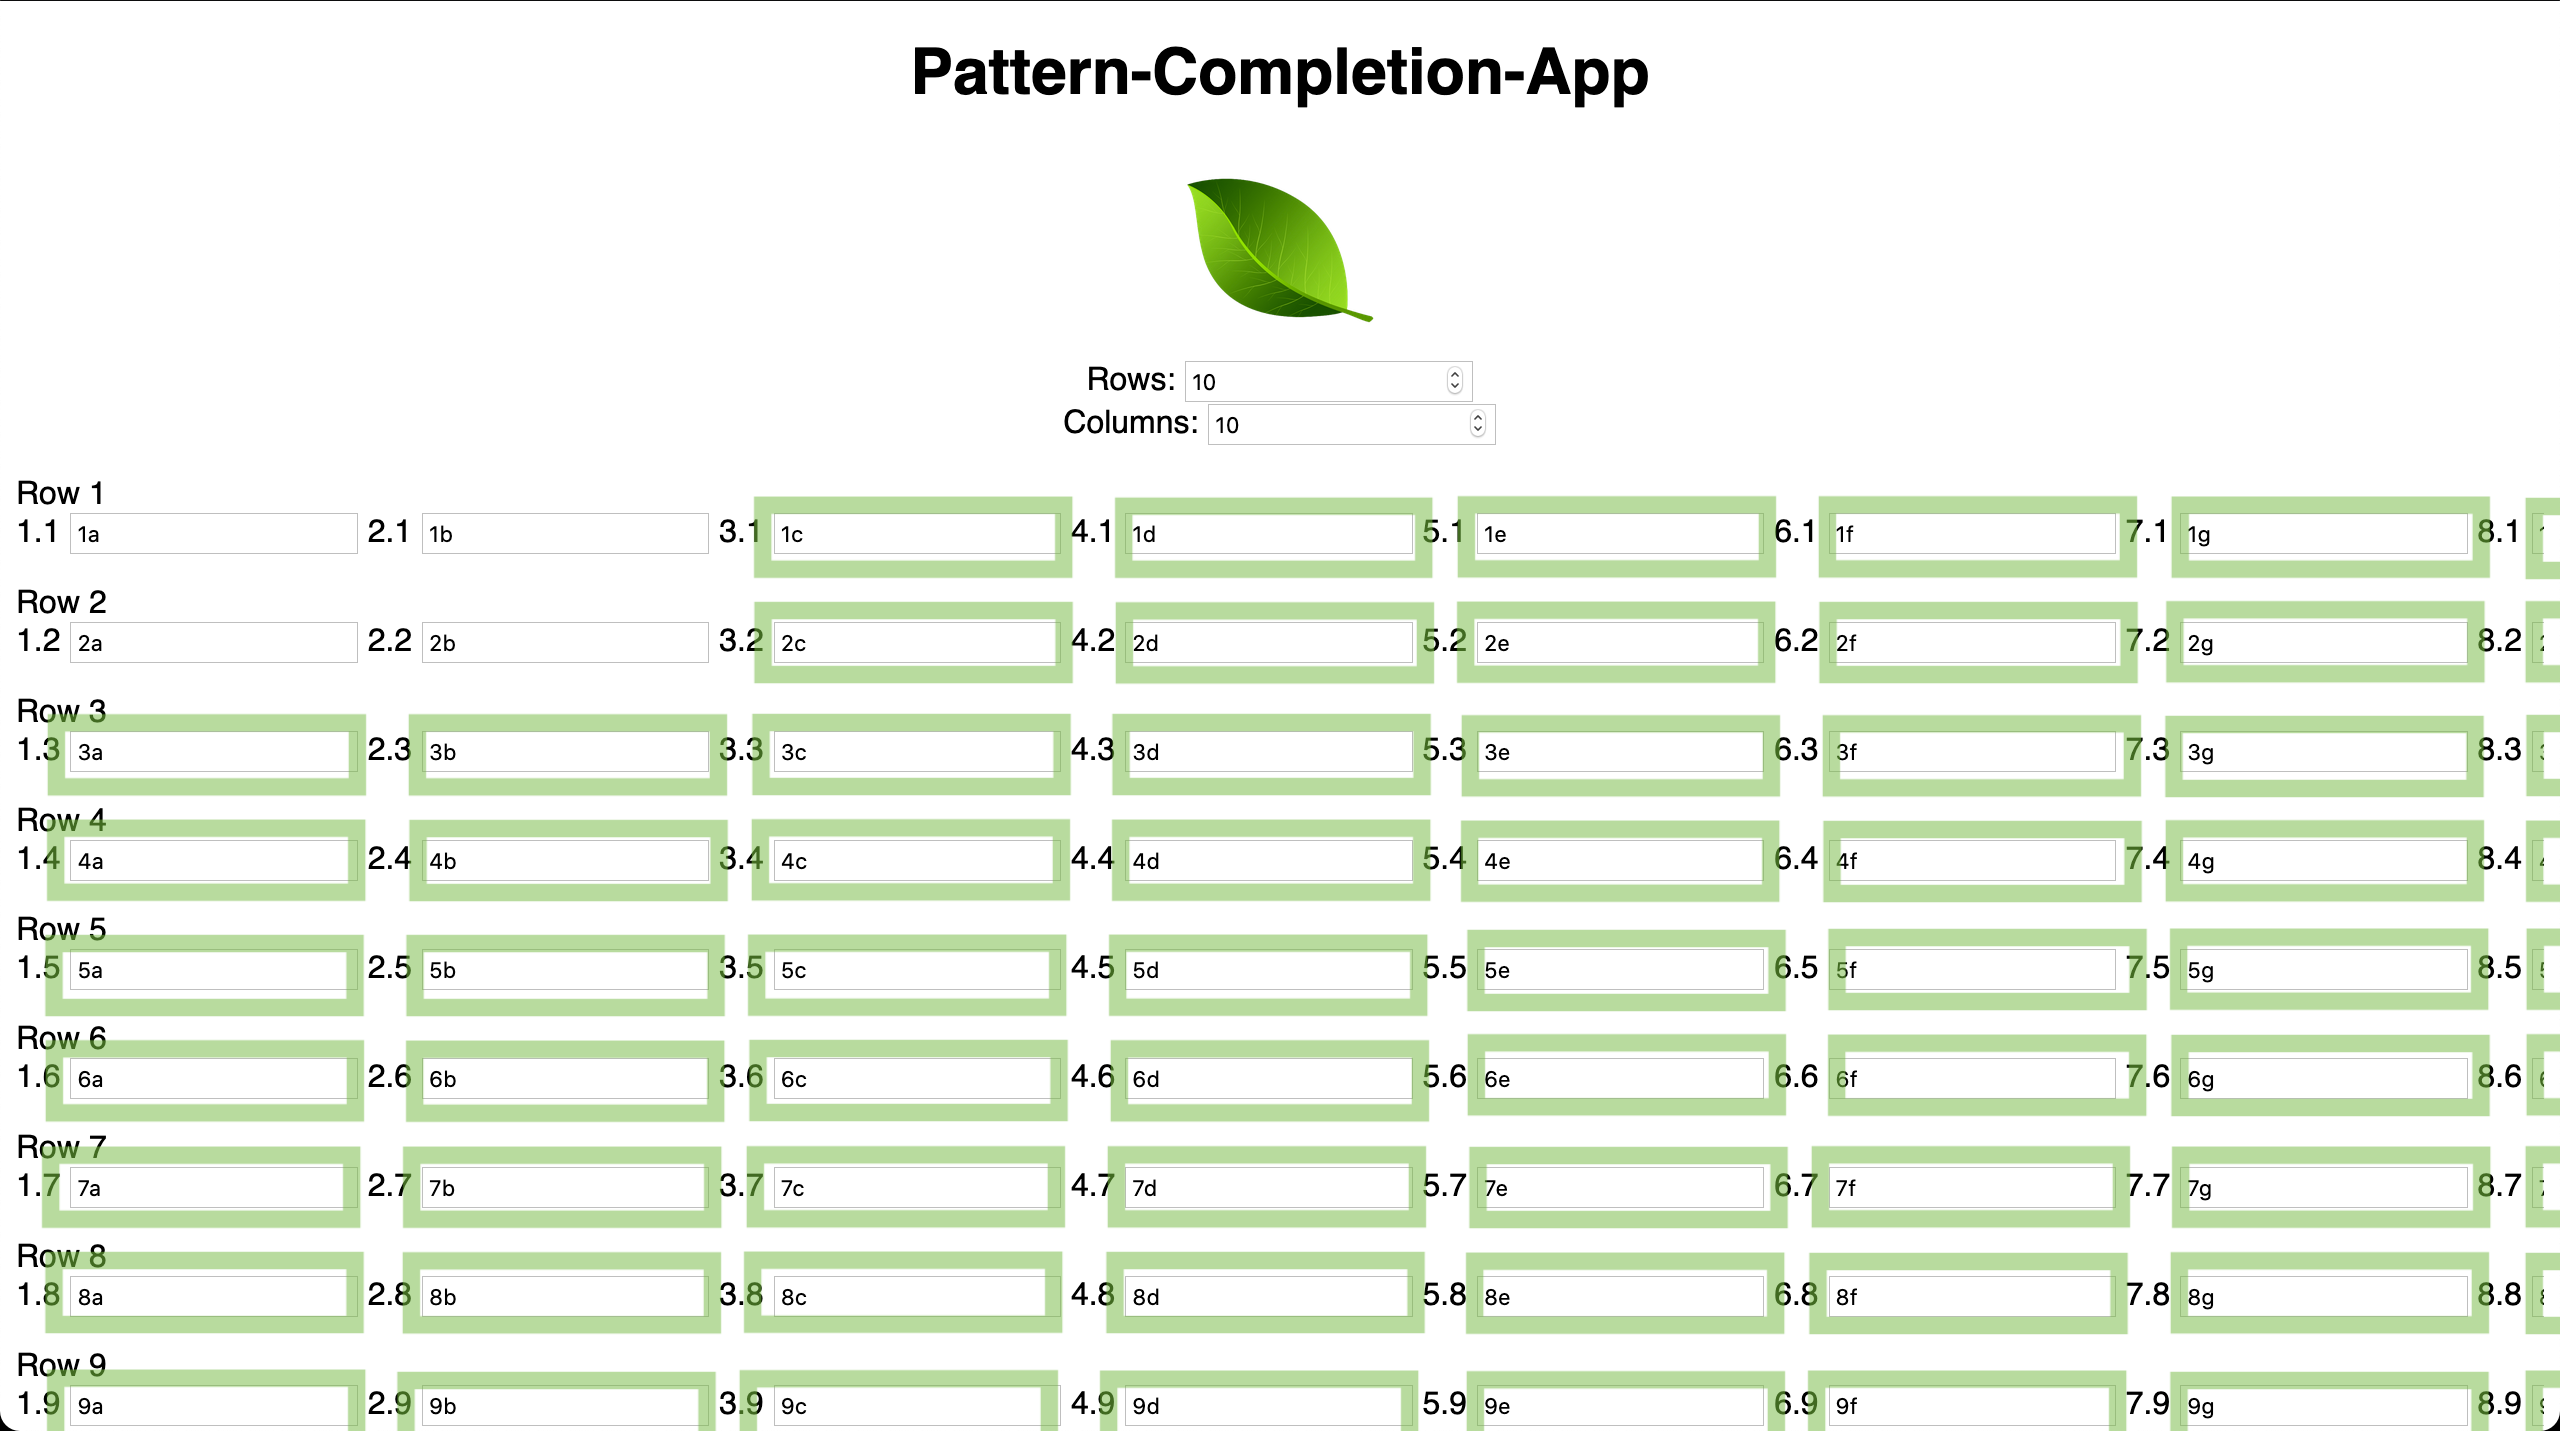 Pattern-Completion-App
Rows: 10
Columns: 10
Row 1
1.1 1a 2.1 1b 3.1 1c 4.1 1d 5.1 1e 6.1 1f 7.1 1g 8.1
Row 2
1.2 2a 2.2 2b 3.2 2c 4.2 2d 5.2 2e 6.2 2f 7.2 2g 8.2
Row 3
1.3 3a 2.3 3b 3.3 3c 4.3 3d 5.3 3e 6.3 3f 7.3 3g 8.3
Row 4
1.4 4a 2.4 4b 3.4 4c 4.4 4d 5.4 4e 6.4 4f 7.4 4g 8.4
Row 5
1.5 5a 2.5 5b 3.5 5c 4.5 5d 5.5 5e 6.5 5f 7.5 5g 8.5
Row 6
1.6 6a 2.6 6b 3.6 6c 4.6 6d 5.6 6e 6.6 6f 7.6 6g 8.6
Row 7
1.7 7a 2.7 7b 3.7 7c 4.7 7d 5.7 7e 6.7 7f 7.7 7g 8.7
Row 8
1.8 8a 2.8 8b 3.8 8c 4.8 8d 5.8 8e 6.8 8f 7.8 8g 8.8
Row 9
1.9 9a 2.9 9b 3.9 9c 4.9 9d 5.9 9e 6.9 9f 7.9 9g 8.9